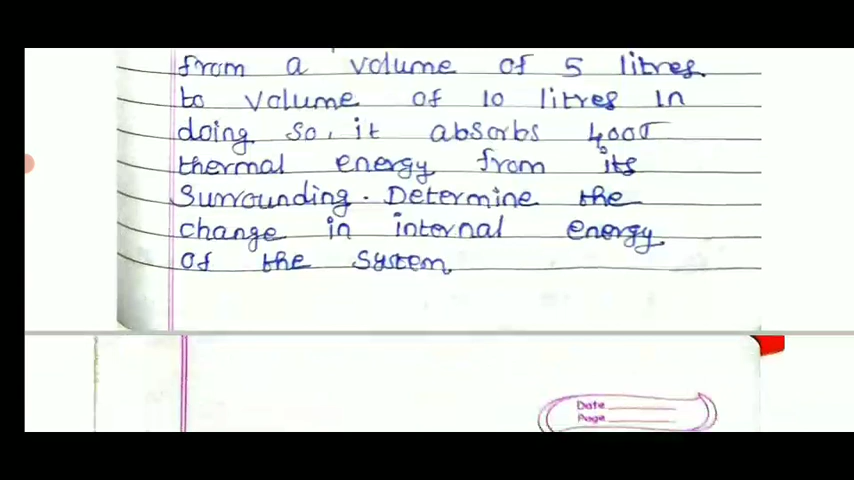 from a volume of 5 litres
to volume of 10 litres in
doing so, it absorbs 400J
thermal energy from its
surrounding. Determine the
change in internal energy
of the system
Date
Page